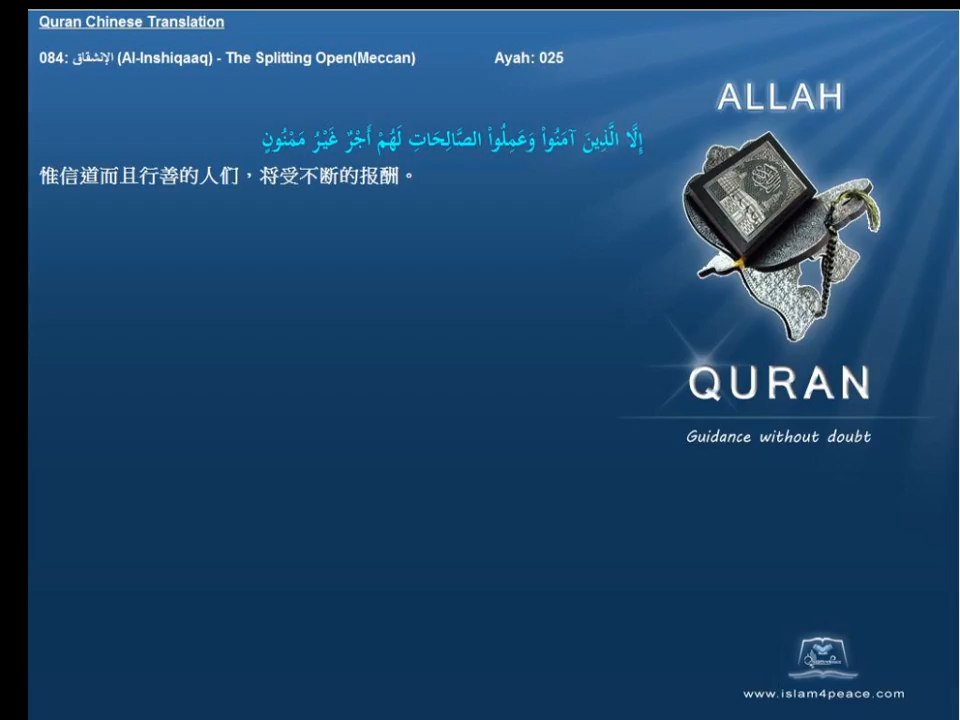 Quran Chinese Translation
084: الإنشقاق (Al-Inshiqaaq) - The Splitting Open(Meccan) Ayah: 025
إِلَّا الَّذِينَ آمَنُواْ وَعَمِلُواْ الصَّالِحَاتِ لَهُمْ أَجْرٌ غَيْرُ مَمْنُونٍ
惟信道而且行善的人们，将受不断的报酬。
ALLAH
QURAN
Guidance without doubt
www.islam4peace.com